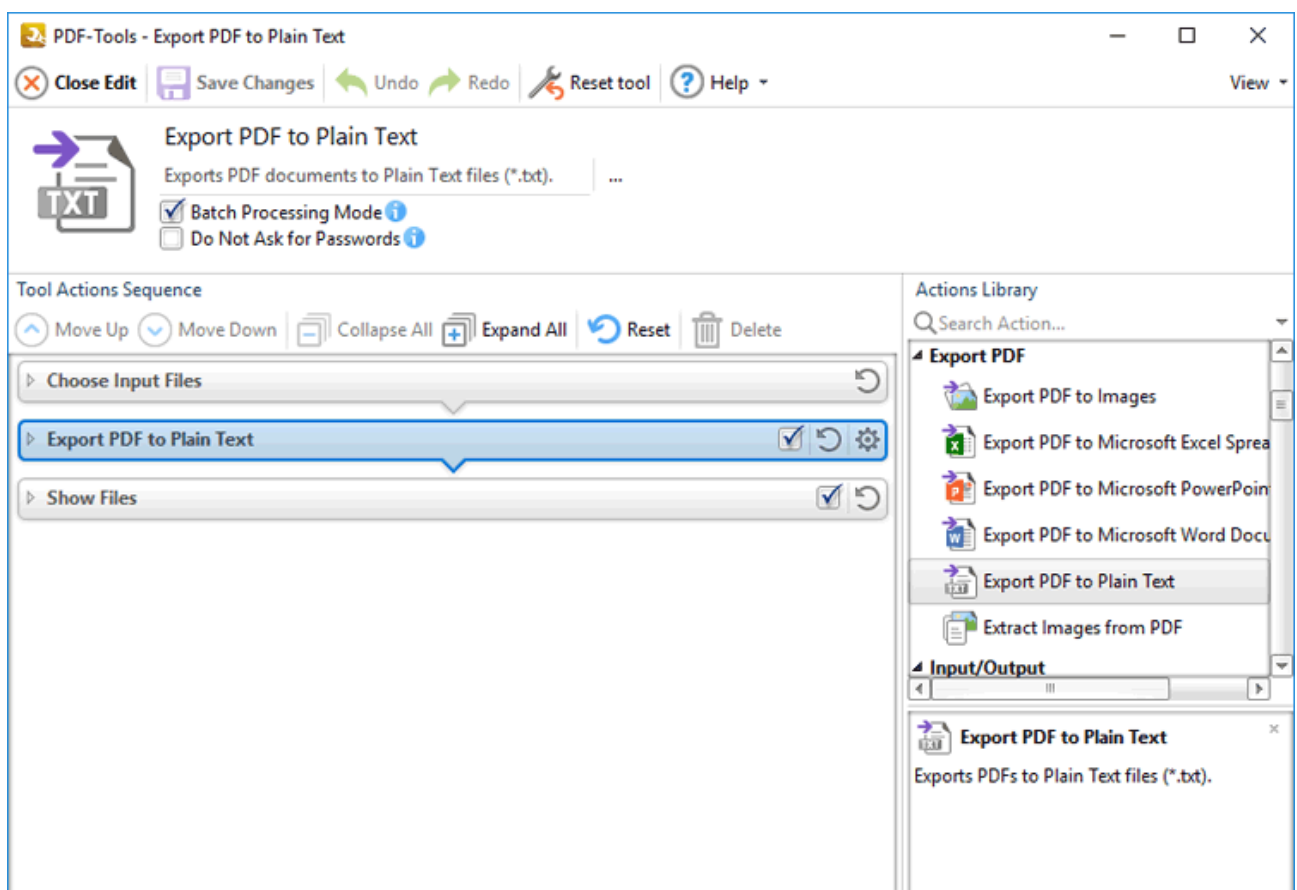 PDF-Tools - Export PDF to Plain Text
Close Edit Save Changes Undo Redo Reset tool ? Help View
Export PDF to Plain Text
Exports PDF documents to Plain Text files (*.txt). ...
TXT
Batch Processing Mode i
Do Not Ask for Passwords i
Tool Actions Sequence
Move Up Move Down Collapse All Expand All Reset Delete
Choose Input Files
Export PDF to Plain Text
Show Files
Actions Library
Search Action...
Export PDF
Export PDF to Images
Export PDF to Microsoft Excel Sprea
Export PDF to Microsoft PowerPoin
Export PDF to Microsoft Word Docu
Export PDF to Plain Text
Extract Images from PDF
Input/Output
Export PDF to Plain Text
Exports PDFs to Plain Text files (*.txt).